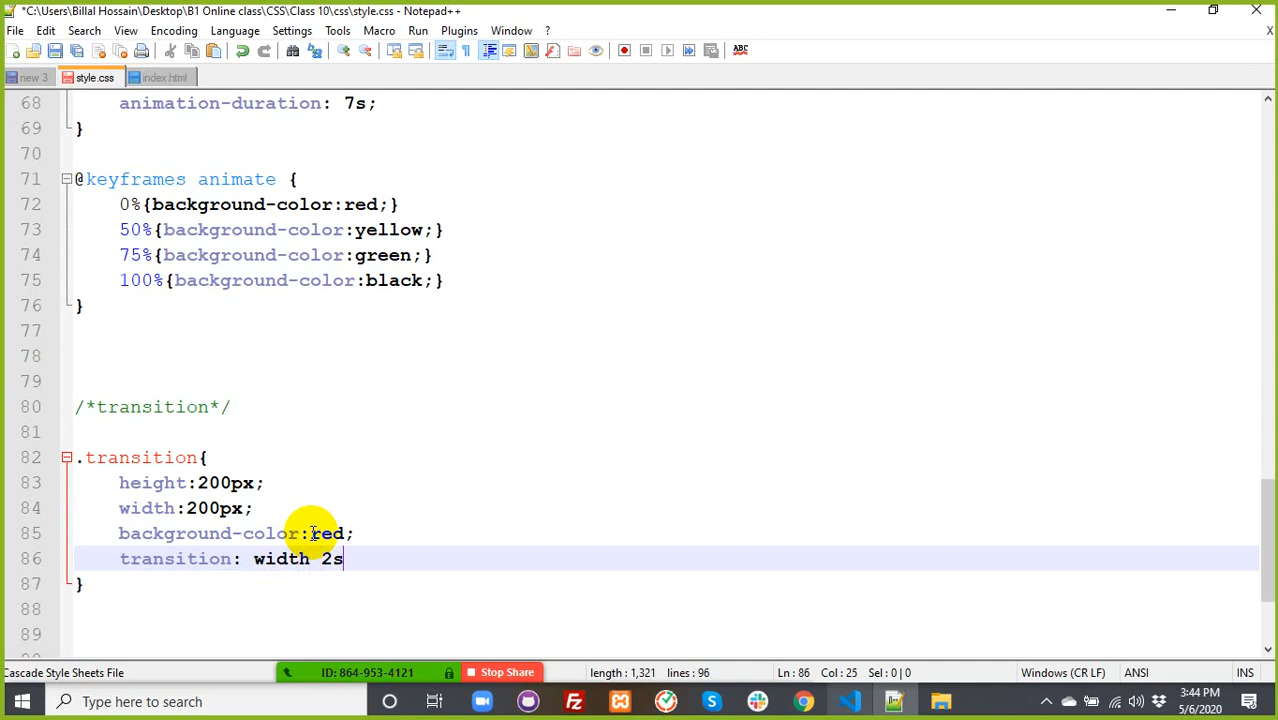 *C:\Users\Billal Hossain\Desktop\B1 Online class\CSS\Class 10\css\style.css - Notepad++
File Edit Search View Encoding Language Settings Tools Macro Run Plugins Window ? X
ABC
new 3 style.css index.html
68 animation-duration: 7s;
69 }
70
71 @keyframes animate {
72 0%{background-color:red;}
73 50%{background-color:yellow;}
74 75%{background-color:green;}
75 100%{background-color:black;}
76 }
77
78
79
80 /*transition*/
81
82 .transition{
83 height:200px;
84 width:200px;
85 background-color:red;
86 transition: width 2s
87 }
88
89
Cascade Style Sheets File ID: 864-953-4121 Stop Share length : 1,321 lines : 96 Ln : 86 Col : 25 Sel : 0 | 0 Windows (CR LF) ANSI INS
Type here to search 3:44 PM
5/6/2020